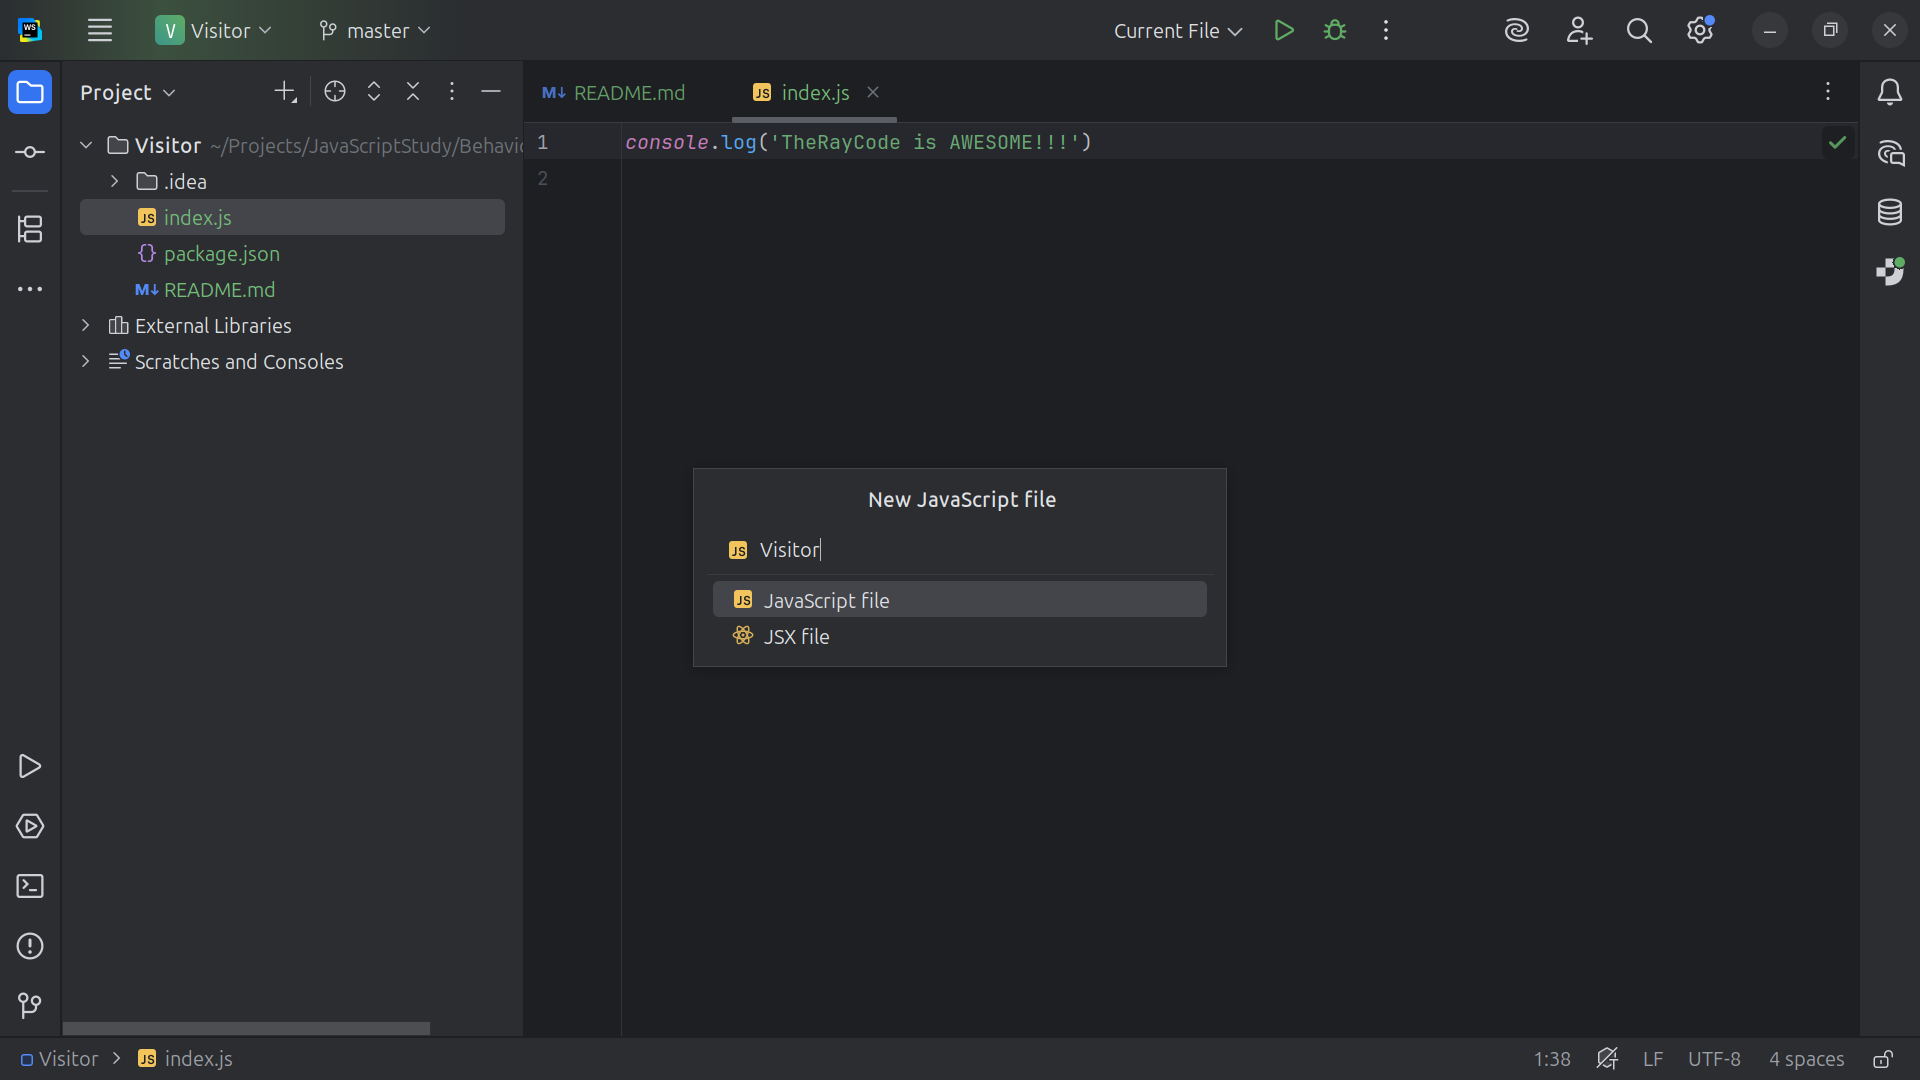 WS
V Visitor
master
Current File
Project
Visitor ~/Projects/JavaScriptStudy/Behavio
.idea
JS index.js
{} package.json
M↓ README.md
External Libraries
Scratches and Consoles
M↓ README.md
JS index.js
1 console.log('TheRayCode is AWESOME!!!')
2
New JavaScript file
JS Visitor
JS JavaScript file
JSX file
Visitor > JS index.js
1:38
LF
UTF-8
4 spaces